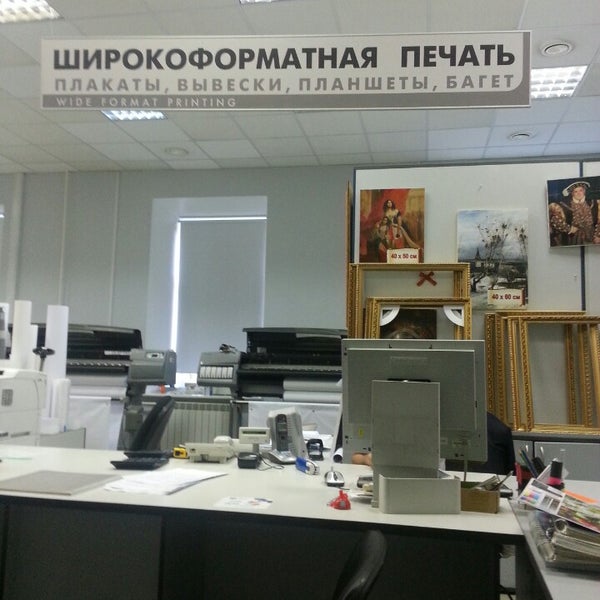 ШИРОКОФОРМАТНАЯ ПЕЧАТЬ
ПЛАКАТЫ, ВЫВЕСКИ, ПЛАНШЕТЫ, БАГЕТ
WIDE FORMAT PRINTING
40 х 50 см
40 х 60 см